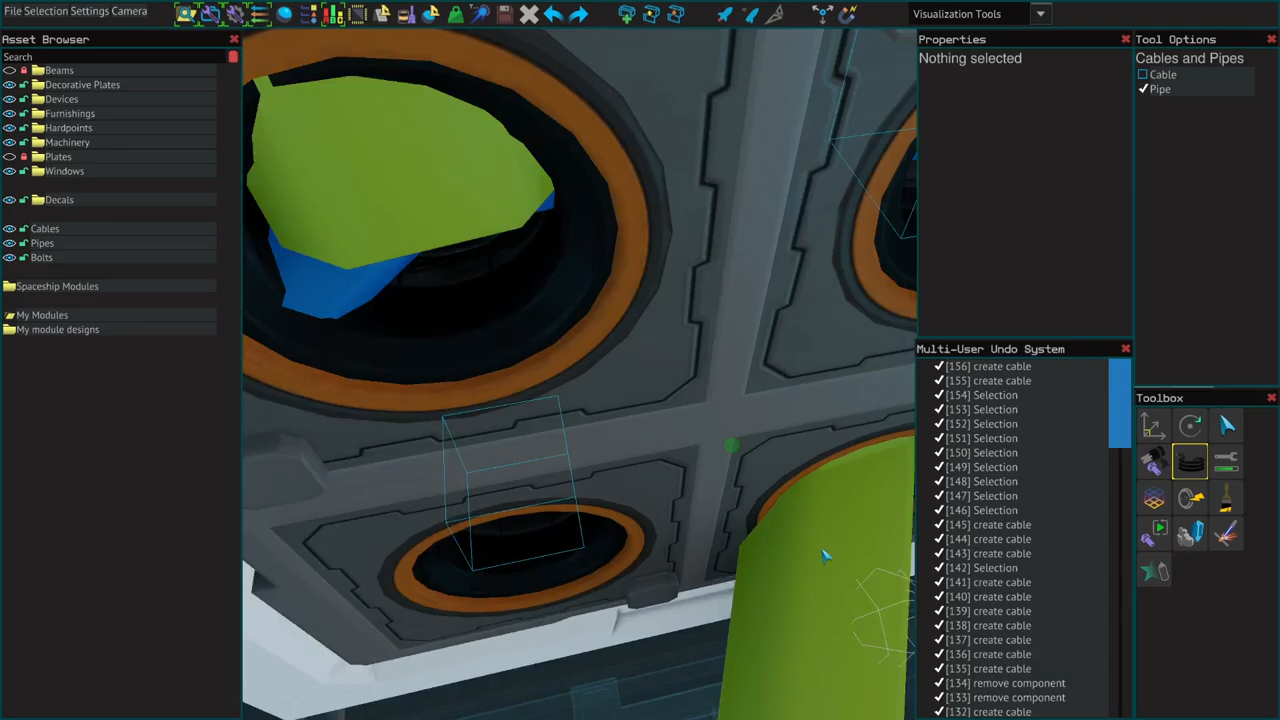 File Selection Settings Camera
Visualization Tools
Asset Browser
Search
Beams
Decorative Plates
Devices
Furnishings
Hardpoints
Machinery
Plates
Windows
Decals
Cables
Pipes
Bolts
Spaceship Modules
My Modules
My module designs
Properties
Nothing selected
Tool Options
Cables and Pipes
Cable
Pipe
Multi-User Undo System
[156] create cable
[155] create cable
[154] Selection
[153] Selection
[152] Selection
[151] Selection
[150] Selection
[149] Selection
[148] Selection
[147] Selection
[146] Selection
[145] create cable
[144] create cable
[143] create cable
[142] Selection
[141] create cable
[140] create cable
[139] create cable
[138] create cable
[137] create cable
[136] create cable
[135] create cable
[134] remove component
[133] remove component
[132] create cable
Toolbox